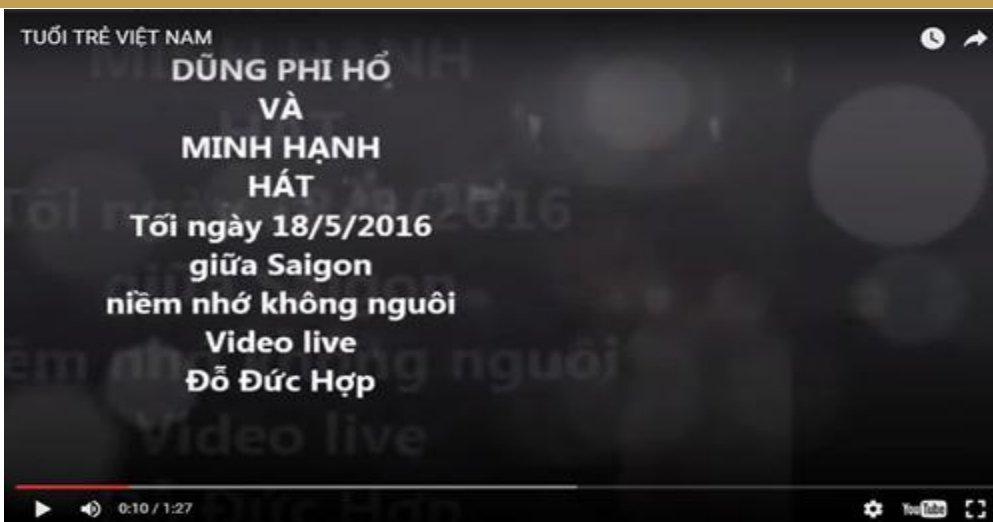 TUỔI TRẺ VIỆT NAM
DŨNG PHI HỔ
VÀ
MINH HẠNH
HÁT
Tối ngày 18/5/2016
giữa Saigon
niềm nhớ không nguôi
Video live
Đỗ Đức Hợp
0:10 / 1:27
YouTube